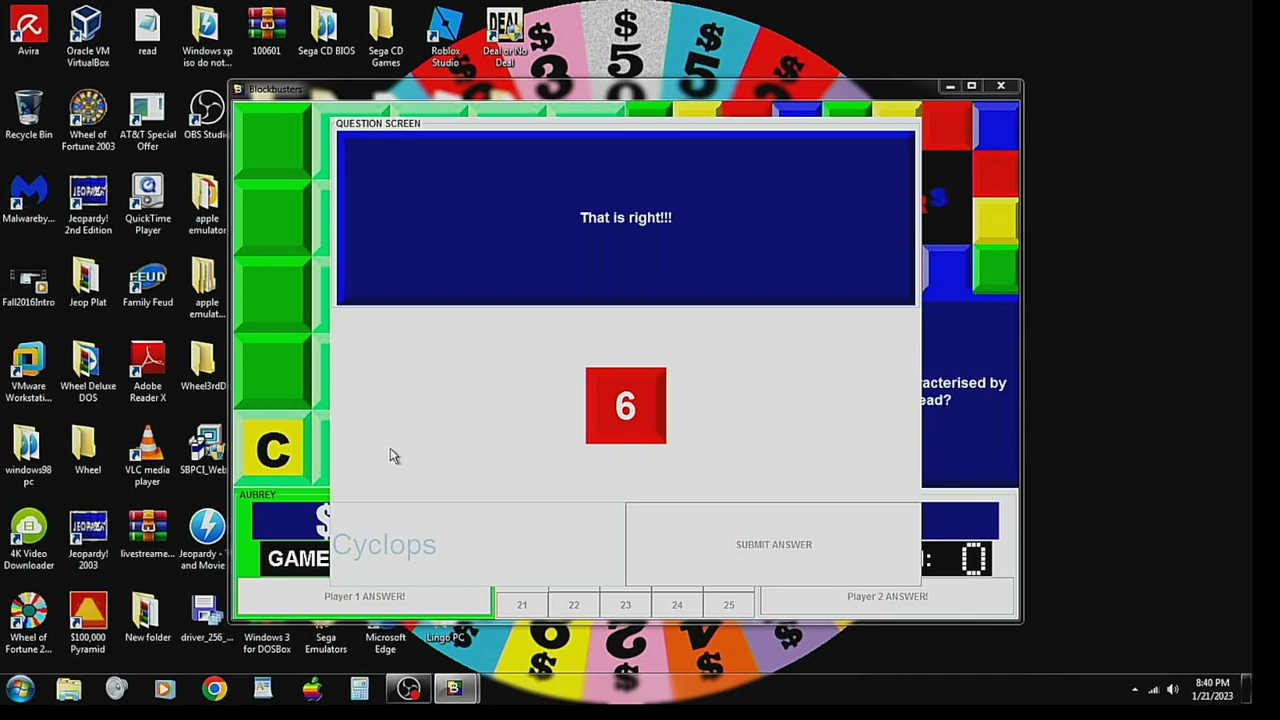 Avira
Oracle VM
VirtualBox
read
Windows xp
iso do not...
100601
Sega CD BIOS
Sega CD
Games
Roblox
Studio
DEAL
Deal or No
Deal
Blockbusters
QUESTION SCREEN
Recycle Bin
Wheel of
Fortune 2003
AT&T Special
Offer
OBS Studio
That is right!!!
Malwareby...
JEOPARDY!
Jeopardy!
2nd Edition
QuickTime
Player
apple
emulator
Fall2016Intro
Jeop Plat
FEUD
Family Feud
apple
emulat...
VMware
Workstati...
Wheel Deluxe
DOS
Adobe
Reader X
Wheel3rdD
racterised by
ead?
6
C
windows98
pc
Wheel
VLC media
player
SBPCI_Web
AUBREY
$
4K Video
Downloader
JEOPARDY!
Jeopardy!
2003
livestreame...
Jeopardy - T
and Movie
Cyclops
SUBMIT ANSWER
GAME
: 0
Player 1 ANSWER!
21
22
23
24
25
Player 2 ANSWER!
Wheel of
Fortune 2...
$100,000
Pyramid
New folder
driver_256_...
Windows 3
for DOSBox
Sega
Emulators
Microsoft
Edge
Lingo PC
8:40 PM
1/21/2023